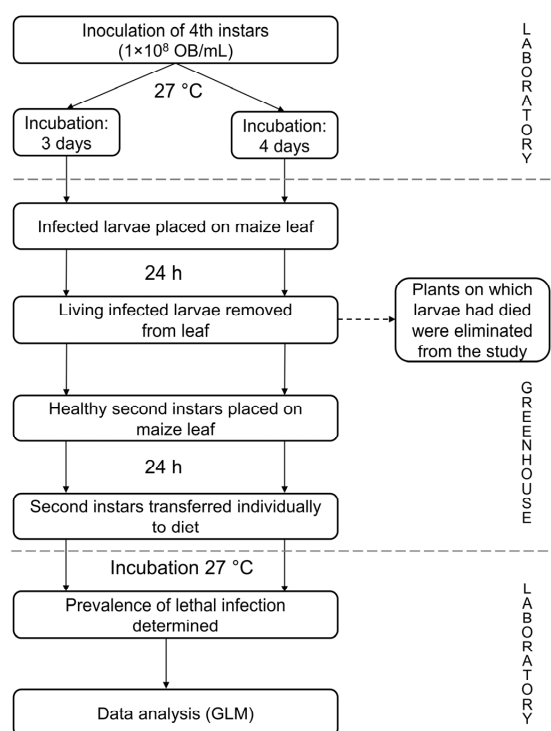 Inoculation of 4th instars
(1×10⁸ OB/mL)
27 °C
Incubation:
3 days
Incubation:
4 days
LABORATORY
Infected larvae placed on maize leaf
24 h
Living infected larvae removed
from leaf
Plants on which
larvae had died
were eliminated
from the study
Healthy second instars placed on
maize leaf
24 h
Second instars transferred individually
to diet
GREENHOUSE
Incubation 27 °C
Prevalence of lethal infection
determined
Data analysis (GLM)
LABORATORY